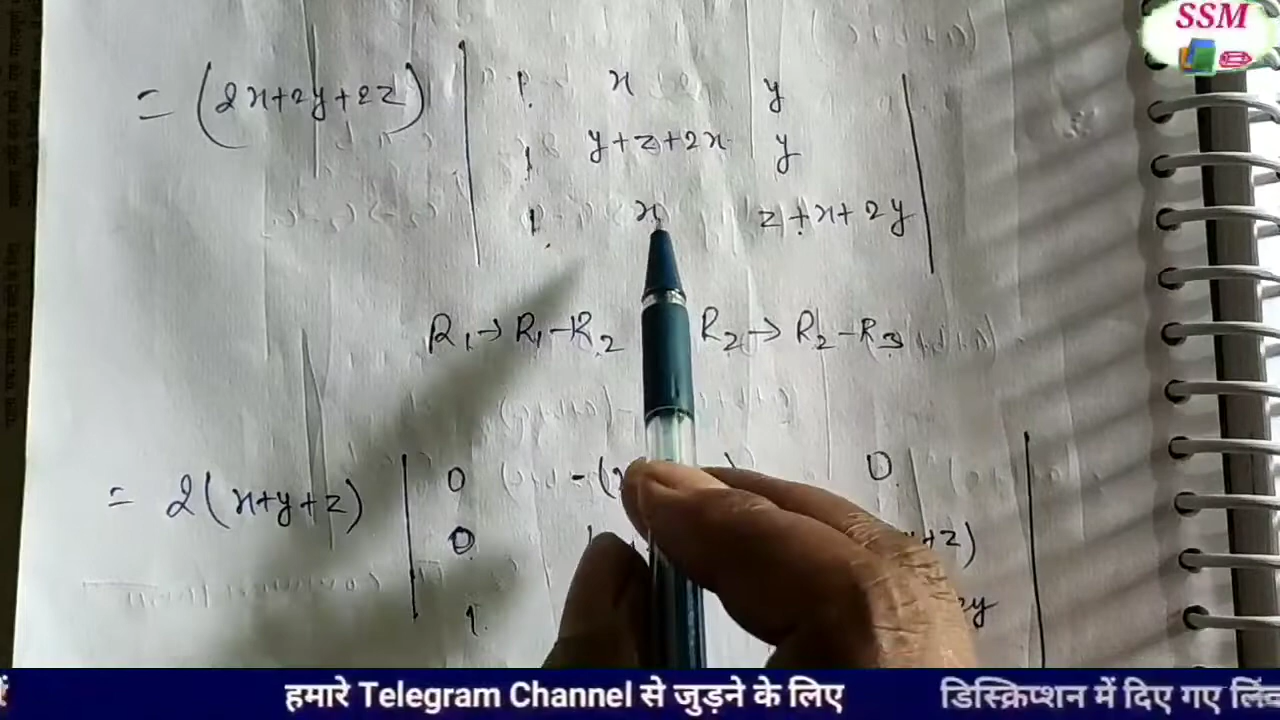 SSM
= (2x+2y+2z) | 1 x y |
| 1 y+z+2x y |
| 1 x z+x+2y |
R₁→R₁-R₂ R₂→R₂-R₃
= 2(x+y+z) | 0 -( 0 |
| 0 +z) |
| 1 2y |
हमारे Telegram Channel से जुड़ने के लिए डिस्क्रिप्शन में दिए गए